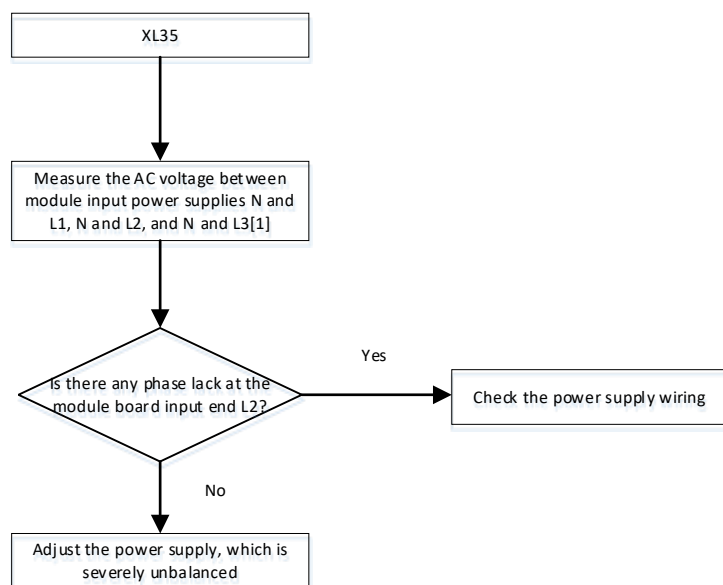 XL35
Measure the AC voltage between
module input power supplies N and
L1, N and L2, and N and L3[1]
Is there any phase lack at the
module board input end L2?
Yes
Check the power supply wiring
No
Adjust the power supply, which is
severely unbalanced